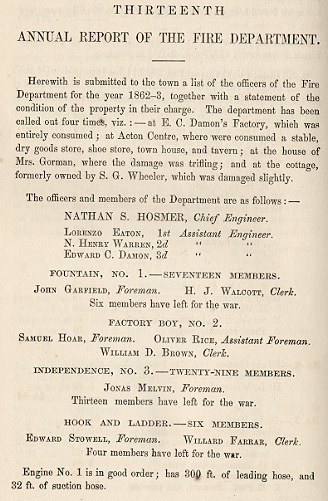 THIRTEENTH
ANNUAL REPORT OF THE FIRE DEPARTMENT.
Herewith is submitted to the town a list of the officers of the Fire
Department for the year 1862–3, together with a statement of the
condition of the property in their charge. The department has been
called out four times, viz.: — at E. C. Damon's Factory, which was
entirely consumed; at Acton Centre, where were consumed a stable,
dry goods store, shoe store, town house, and tavern; at the house of
Mrs. Gorman, where the damage was trifling; and at the cottage,
formerly owned by S. G. Wheeler, which was damaged slightly.
The officers and members of the Department are as follows: —
NATHAN S. HOSMER, Chief Engineer.
LORENZO EATON, 1st Assistant Engineer.
N. HENRY WARREN, 2d " "
EDWARD C. DAMON, 3d " "
FOUNTAIN, NO. 1. — SEVENTEEN MEMBERS.
JOHN GARFIELD, Foreman. H. J. WALCOTT, Clerk.
Six members have left for the war.
FACTORY BOY, NO. 2.
SAMUEL HOAR, Foreman. OLIVER RICE, Assistant Foreman.
WILLIAM D. BROWN, Clerk.
INDEPENDENCE, NO. 3. — TWENTY-NINE MEMBERS.
JONAS MELVIN, Foreman.
Thirteen members have left for the war.
HOOK AND LADDER. — SIX MEMBERS.
EDWARD STOWELL, Foreman. WILLARD FARRAR, Clerk.
Four members have left for the war.
Engine No. 1 is in good order; has 300 ft. of leading hose, and
32 ft. of suction hose.